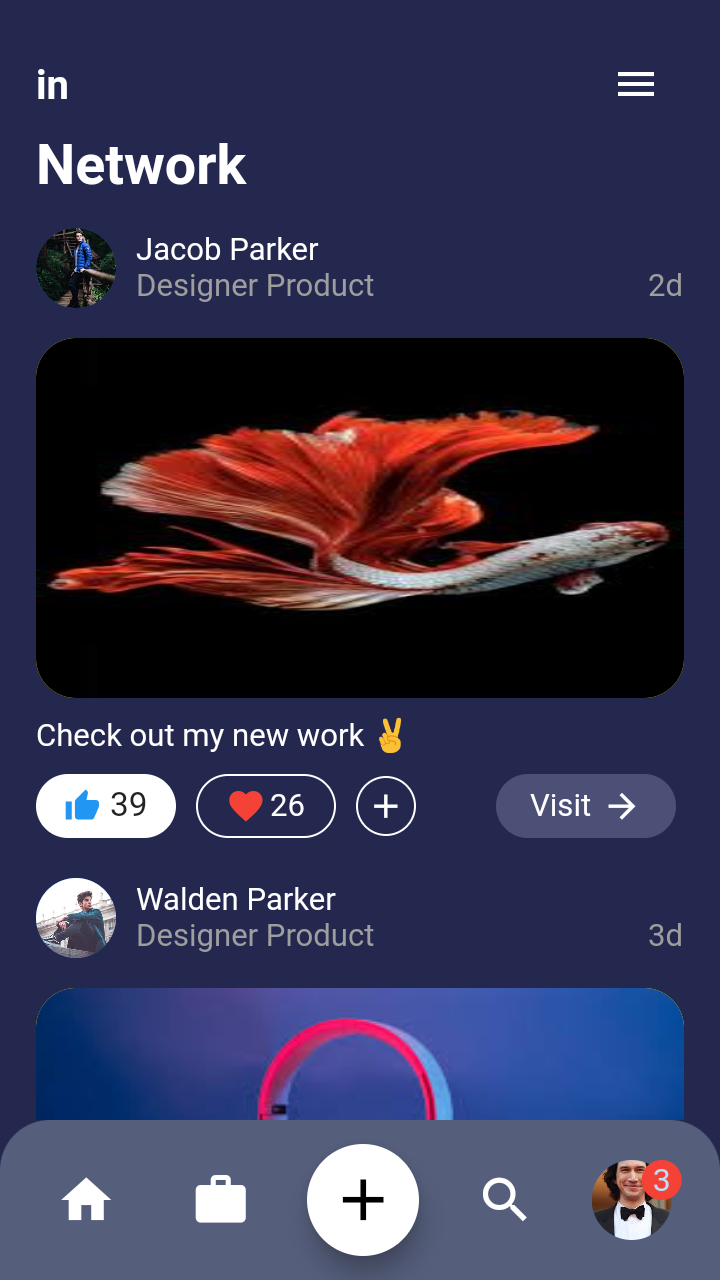 in
Network
Jacob Parker
Designer Product
2d
Check out my new work ✌️
39
26
Visit
Walden Parker
Designer Product
3d
3